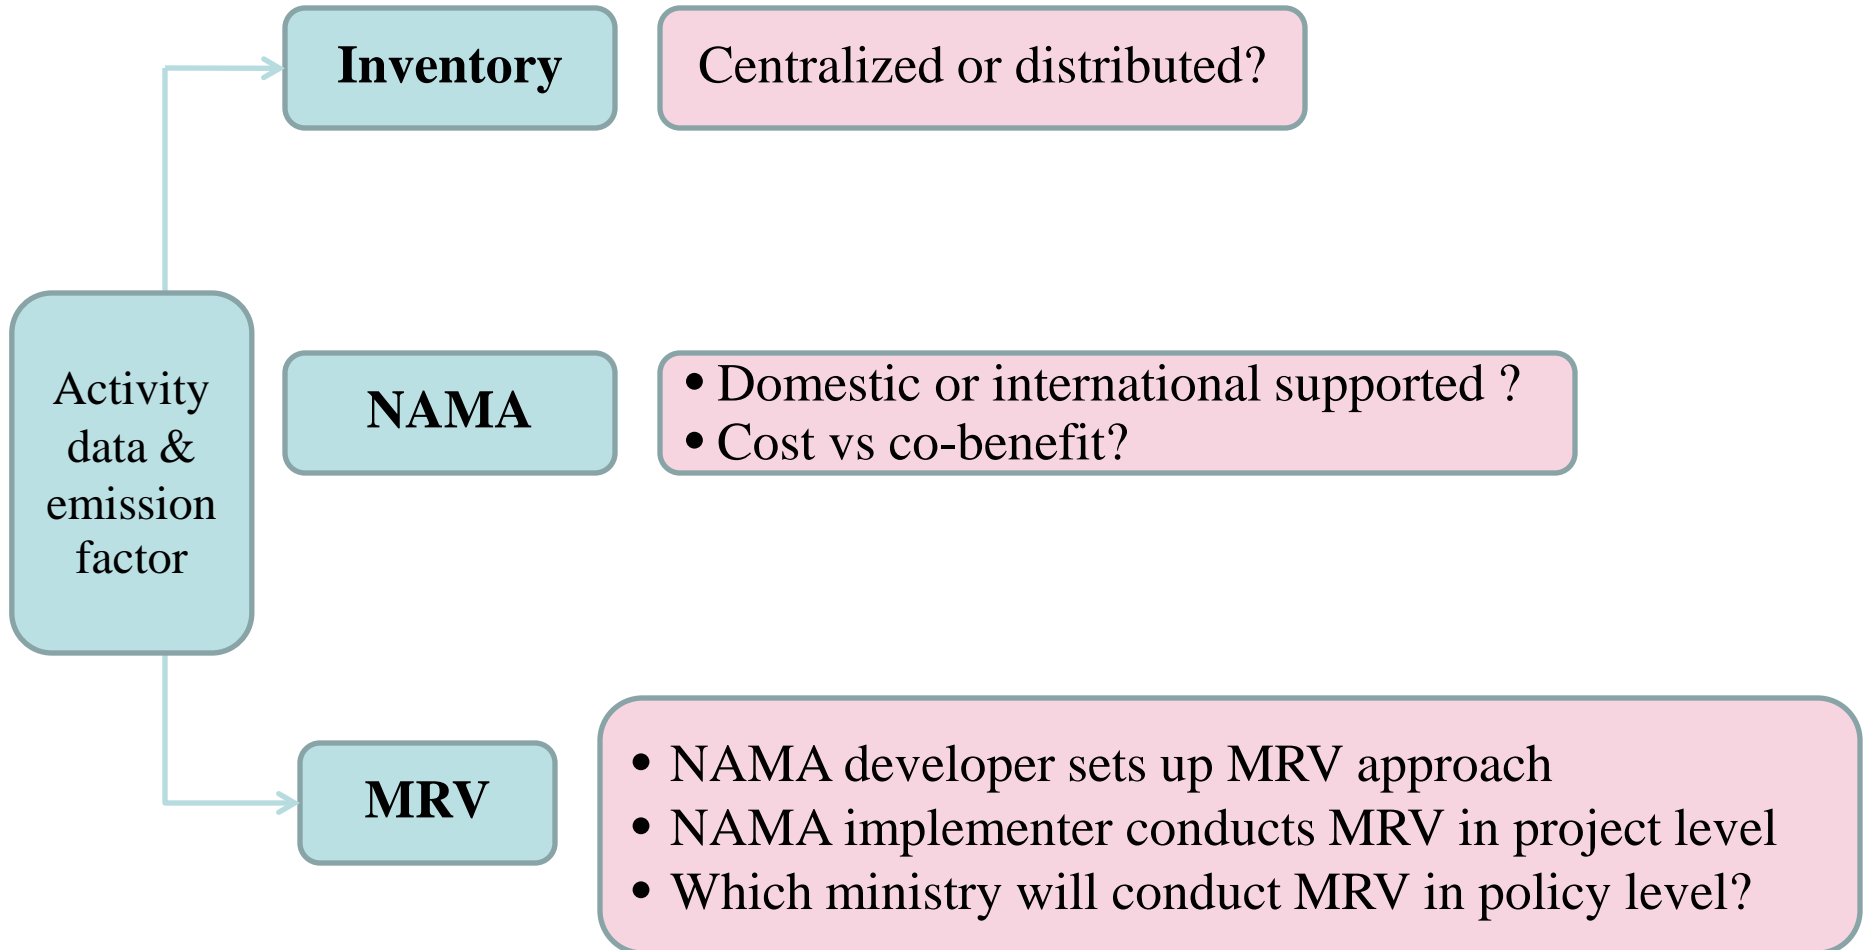 Inventory
Centralized or distributed?
Activity
data &
emission
factor
NAMA
• Domestic or international supported ?
• Cost vs co-benefit?
MRV
• NAMA developer sets up MRV approach
• NAMA implementer conducts MRV in project level
• Which ministry will conduct MRV in policy level?